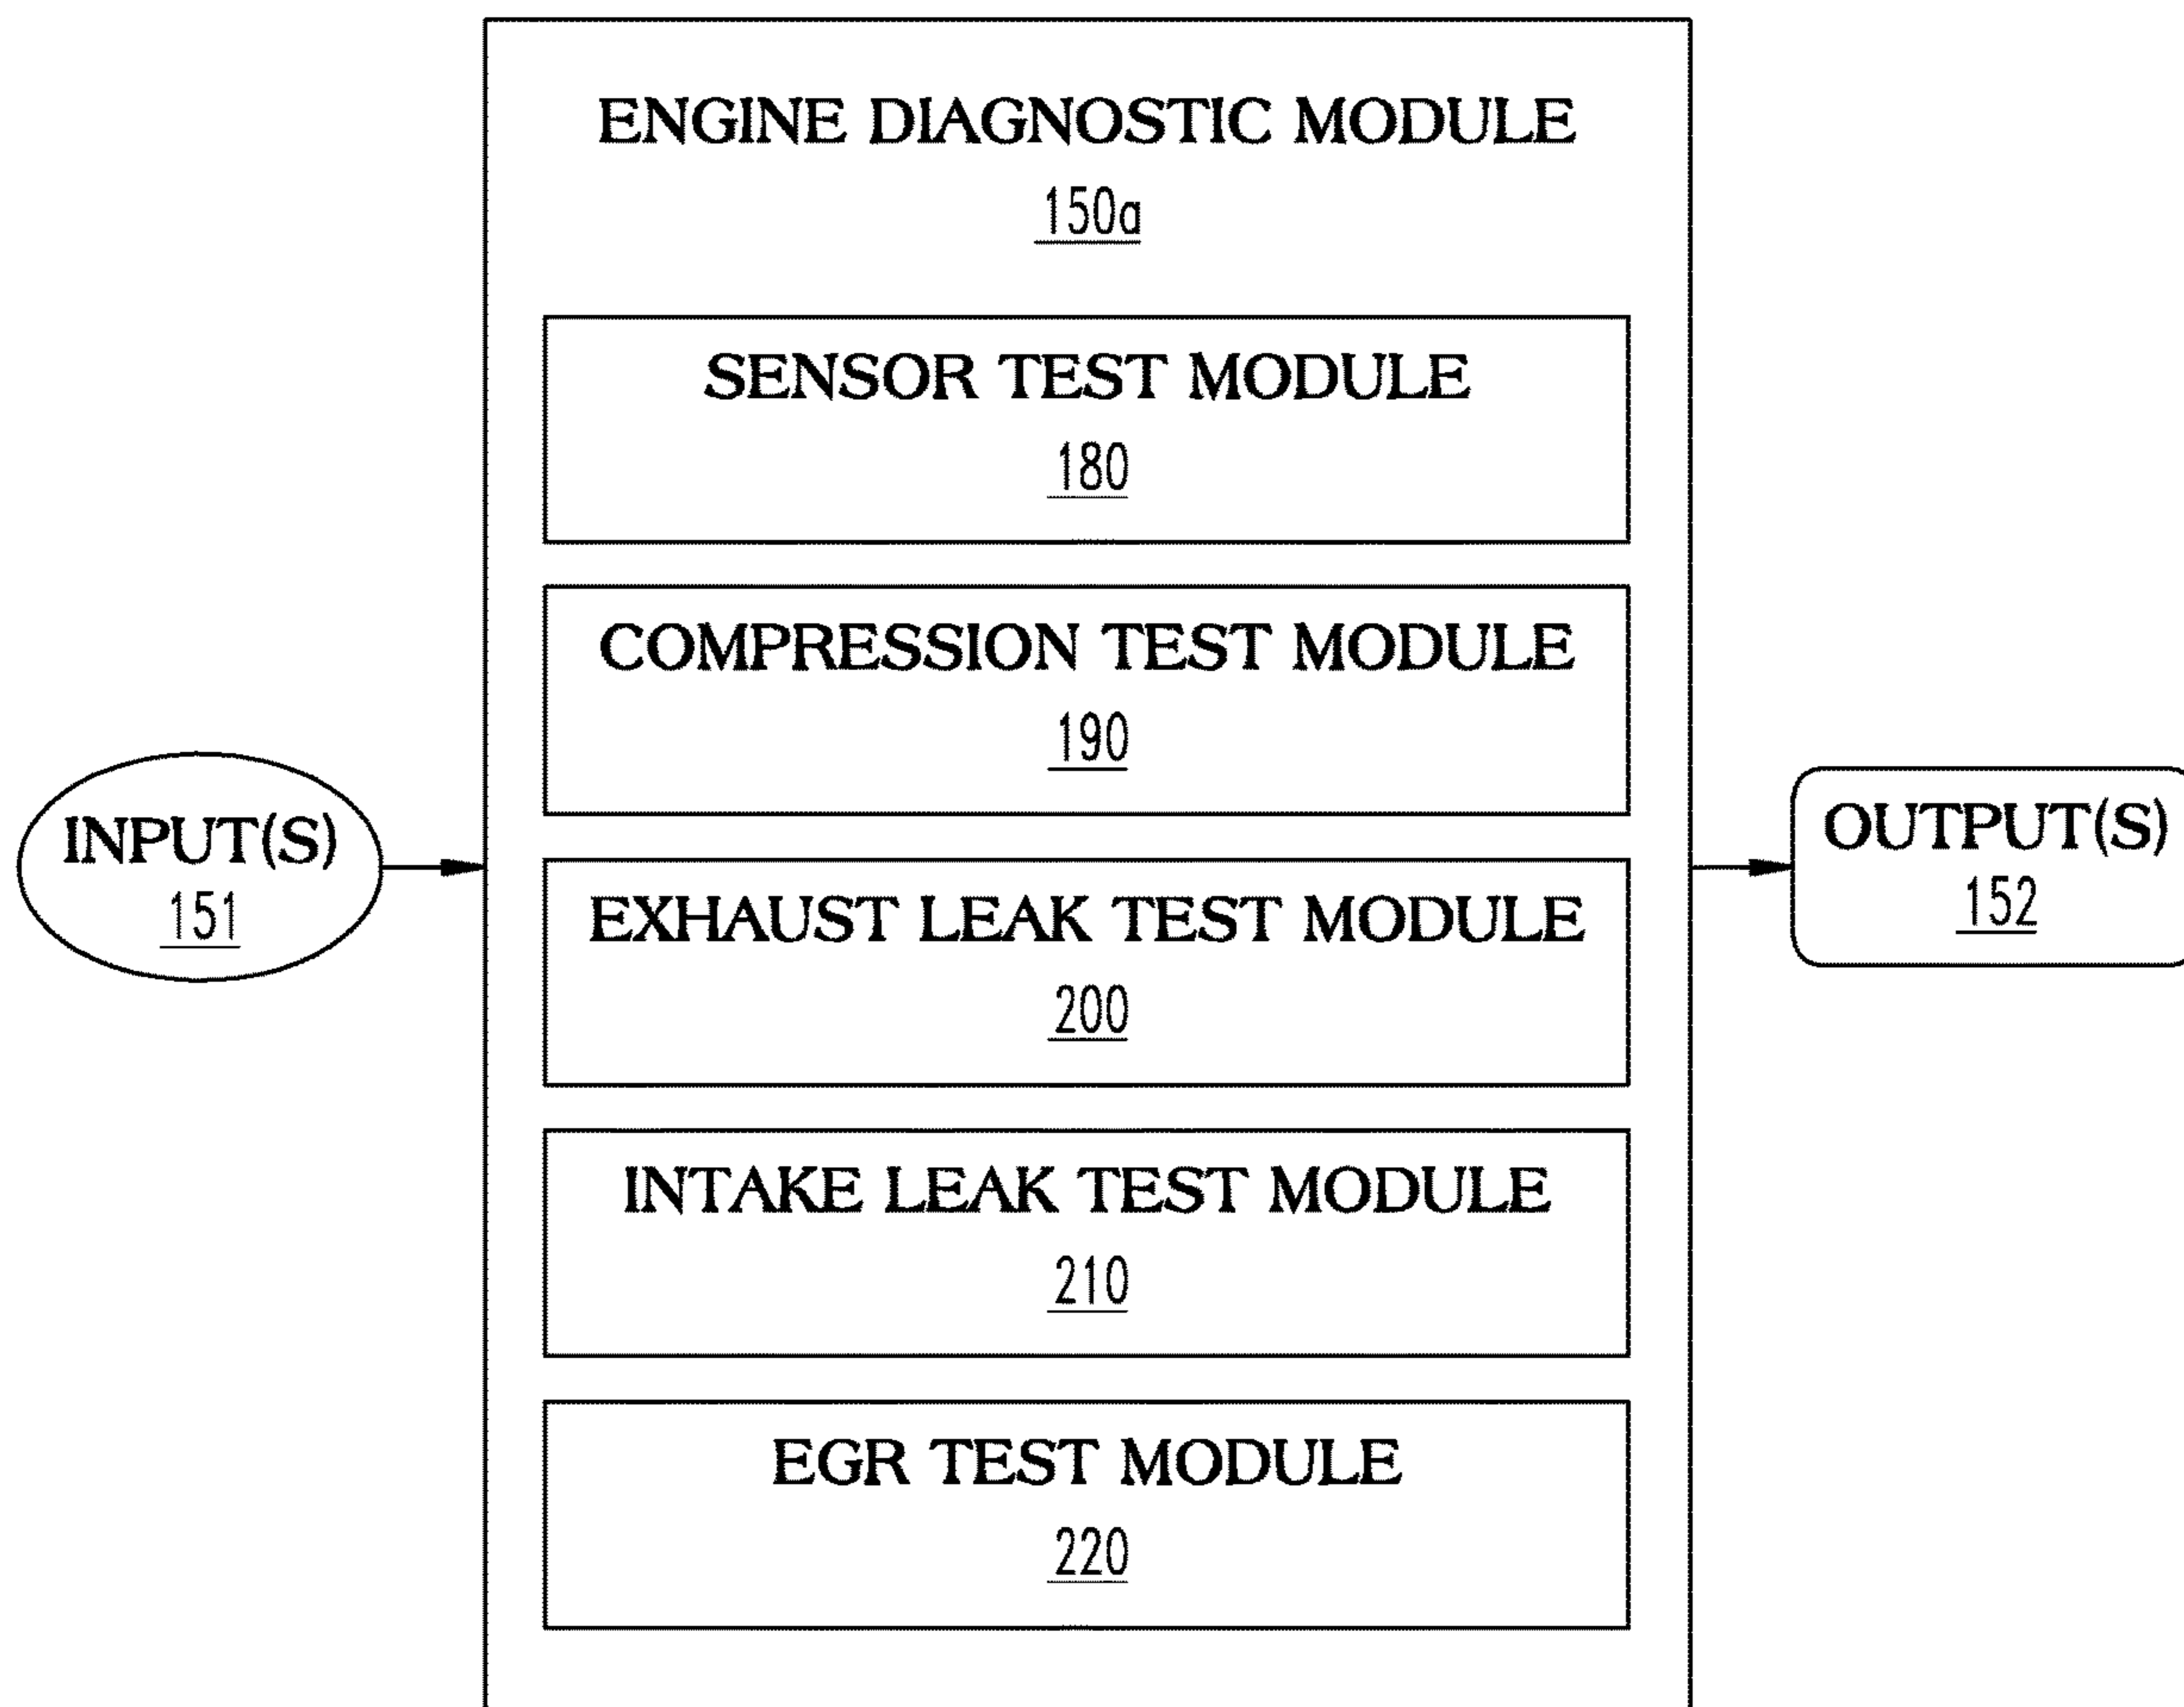 ENGINE DIAGNOSTIC MODULE
150a
SENSOR TEST MODULE
180
COMPRESSION TEST MODULE
190
INPUT(S)
151
EXHAUST LEAK TEST MODULE
200
OUTPUT(S)
152
INTAKE LEAK TEST MODULE
210
EGR TEST MODULE
220